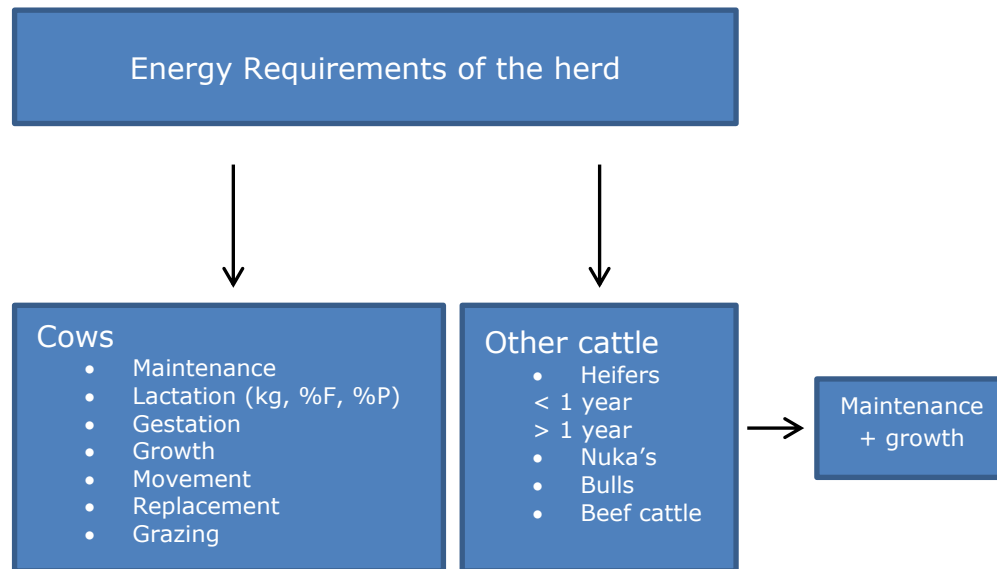 Energy Requirements of the herd
Cows
• Maintenance
• Lactation (kg, %F, %P)
• Gestation
• Growth
• Movement
• Replacement
• Grazing
Other cattle
• Heifers
< 1 year
> 1 year
• Nuka's
• Bulls
• Beef cattle
Maintenance
+ growth